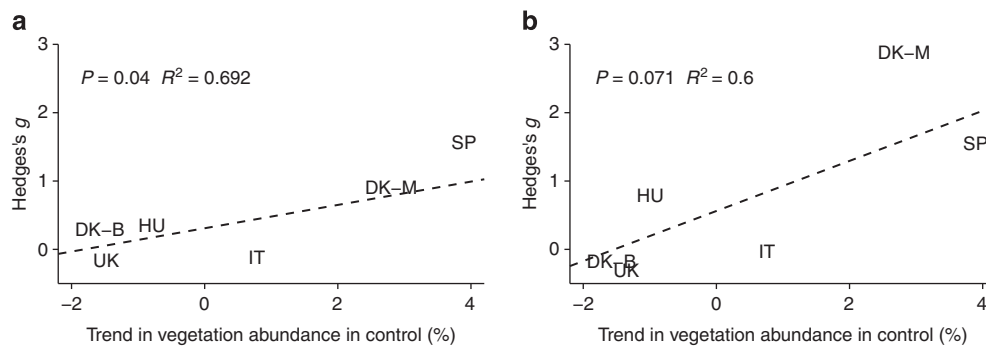 a
3
2
1
0
Hedges's g
P = 0.04 R² = 0.692
SP
DK–M
DK–B
HU
UK
IT
−2 0 2 4
Trend in vegetation abundance in control (%)
b
3
2
1
0
Hedges's g
P = 0.071 R² = 0.6
DK–M
SP
HU
IT
DK–B
UK
−2 0 2 4
Trend in vegetation abundance in control (%)